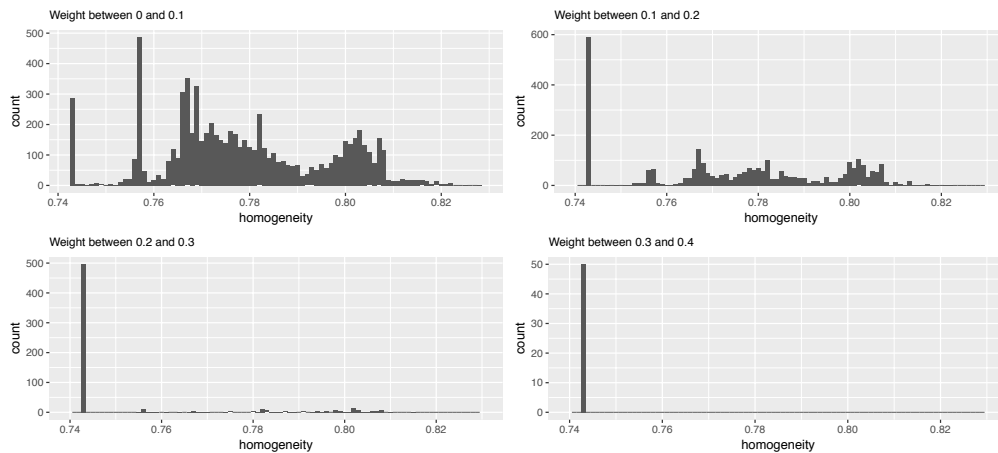 Weight between 0 and 0.1
500
400
300
200
100
0
count
0.74 0.76 0.78 0.80 0.82
homogeneity
Weight between 0.1 and 0.2
600
400
200
0
count
0.74 0.76 0.78 0.80 0.82
homogeneity
Weight between 0.2 and 0.3
500
400
300
200
100
0
count
0.74 0.76 0.78 0.80 0.82
homogeneity
Weight between 0.3 and 0.4
50
40
30
20
10
0
count
0.74 0.76 0.78 0.80 0.82
homogeneity